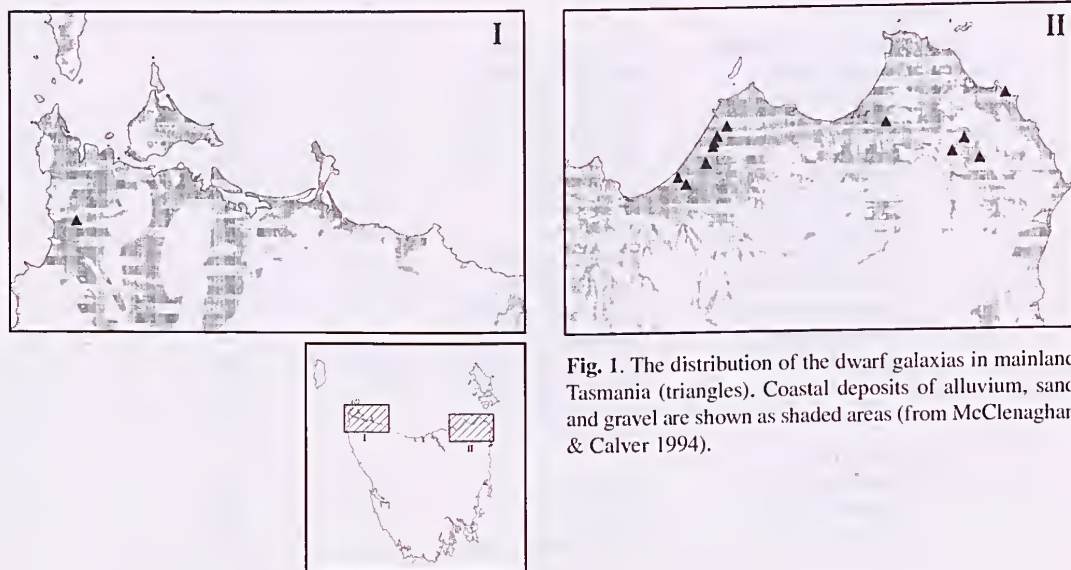 I
II
Fig. 1. The distribution of the dwarf galaxias in mainland
Tasmania (triangles). Coastal deposits of alluvium, sand
and gravel are shown as shaded areas (from McClenaghan
& Calver 1994).
I
II